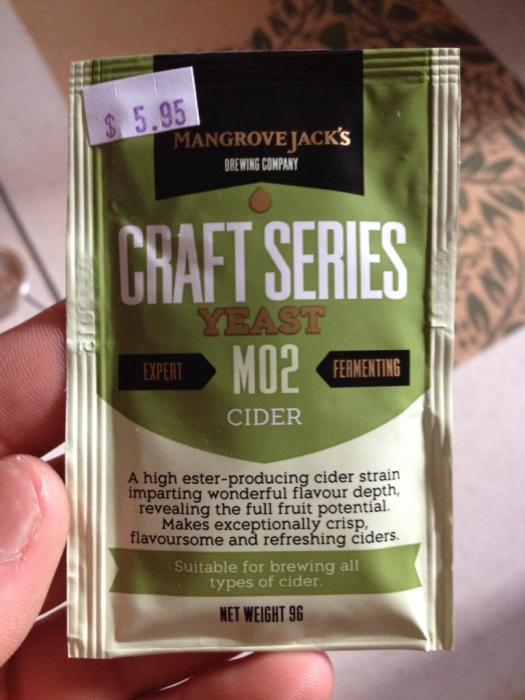 $ 5.95
MANGROVE JACK'S
BREWING COMPANY
CRAFT SERIES
YEAST
EXPERT M02 FERMENTING
CIDER
A high ester-producing cider strain
imparting wonderful flavour depth,
revealing the full fruit potential.
Makes exceptionally crisp,
flavoursome and refreshing ciders.
Suitable for brewing all
types of cider.
NET WEIGHT 9G